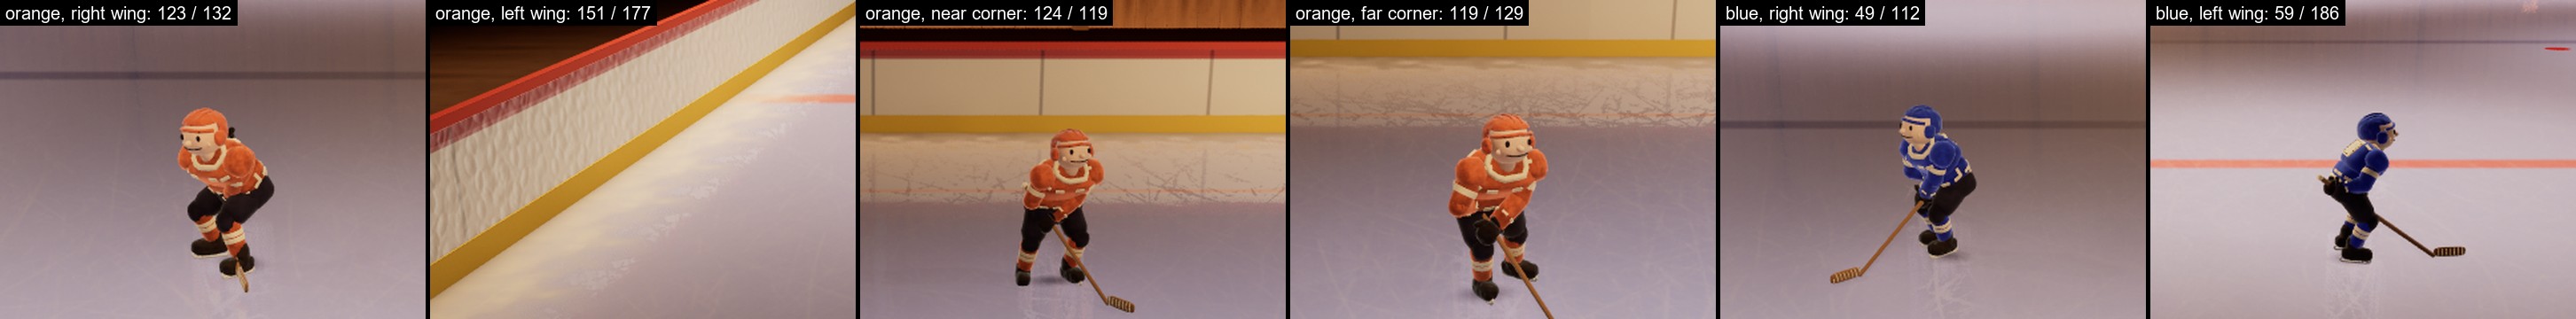 orange, right wing: 123 / 132
orange, left wing: 151 / 177
orange, near corner: 124 / 119
orange, far corner: 119 / 129
blue, right wing: 49 / 112
blue, left wing: 59 / 186